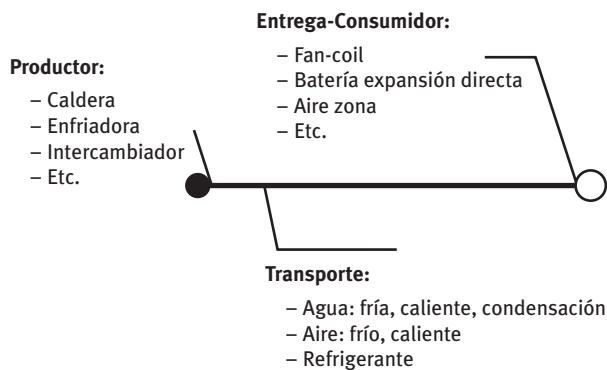 Entrega-Consumidor:
– Fan-coil
– Batería expansión directa
– Aire zona
– Etc.
Productor:
– Caldera
– Enfriadora
– Intercambiador
– Etc.
Transporte:
– Agua: fría, caliente, condensación
– Aire: frío, caliente
– Refrigerante